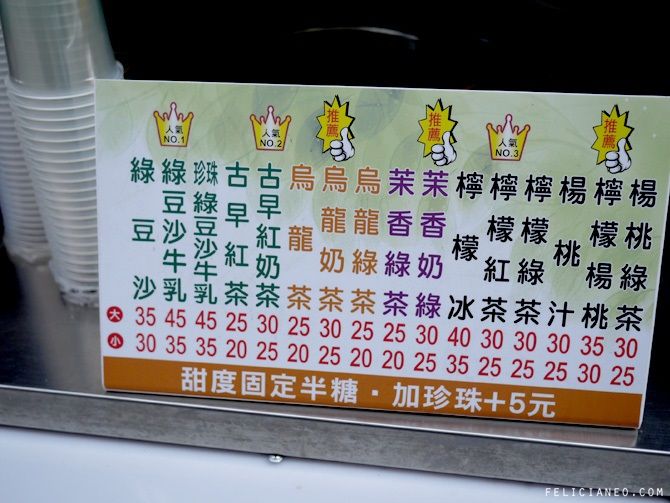 人氣
NO.1
人氣
NO.2
推薦
推薦
人氣
NO.3
推薦
綠豆沙
綠豆沙牛乳
珍珠綠豆沙牛乳
古早紅茶
古早紅奶茶
烏龍茶
烏龍奶茶
烏龍綠茶
茉香綠茶
茉香奶綠
檸檬冰
檸檬紅茶
檸檬綠茶
楊桃汁
檸檬楊桃
楊桃綠茶
大 35 45 45 25 30 25 30 25 25 30 40 30 30 30 35 30
小 30 35 35 20 25 20 25 20 20 25 35 25 25 25 30 25
甜度固定半糖・加珍珠+5元
FELICIANEO.COM